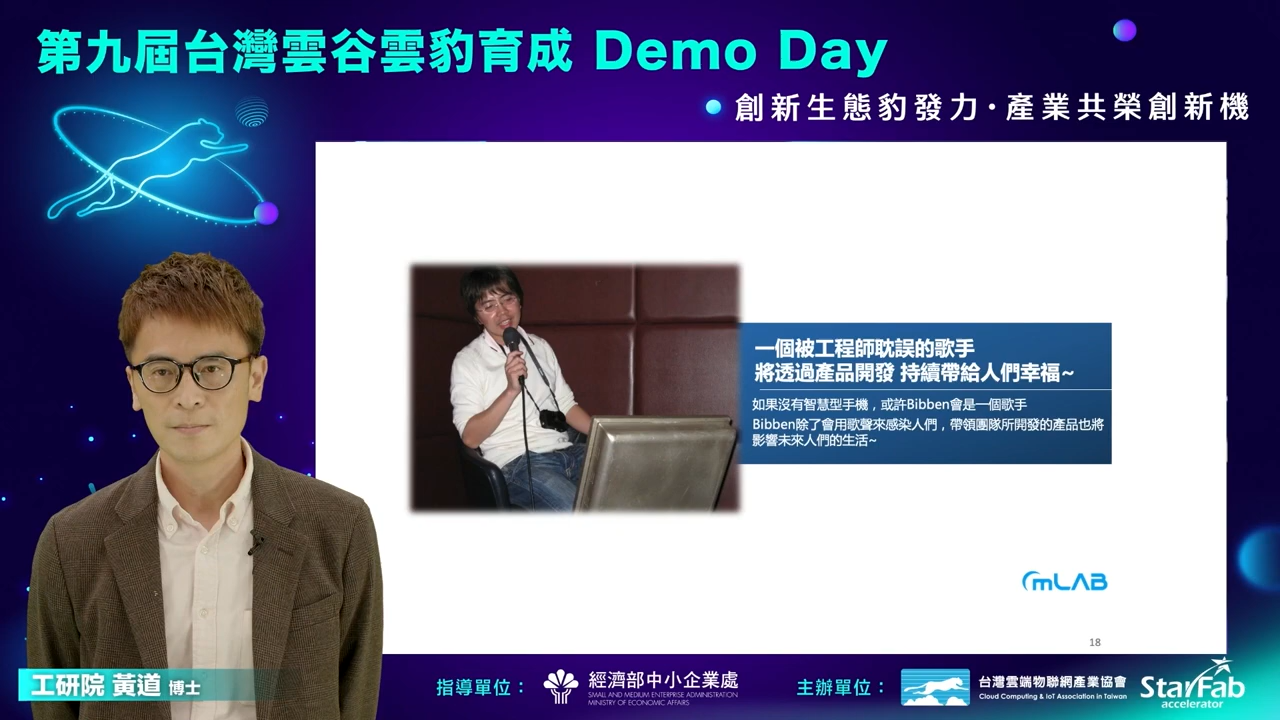 第九屆台灣雲谷雲豹育成 Demo Day
創新生態豹發力・產業共榮創新機
一個被工程師耽誤的歌手
將透過產品開發 持續帶給人們幸福~
如果沒有智慧型手機，或許Bibben會是一個歌手
Bibben除了會用歌聲來感染人們，帶領團隊所開發的產品也將
影響未來人們的生活~
mLAB
18
工研院 黃道 博士
指導單位：
經濟部中小企業處
SMALL AND MEDIUM ENTERPRISE ADMINISTRATION
MINISTRY OF ECONOMIC AFFAIRS
主辦單位：
台灣雲端物聯網產業協會
Cloud Computing & IoT Association in Taiwan
StarFab
accelerator